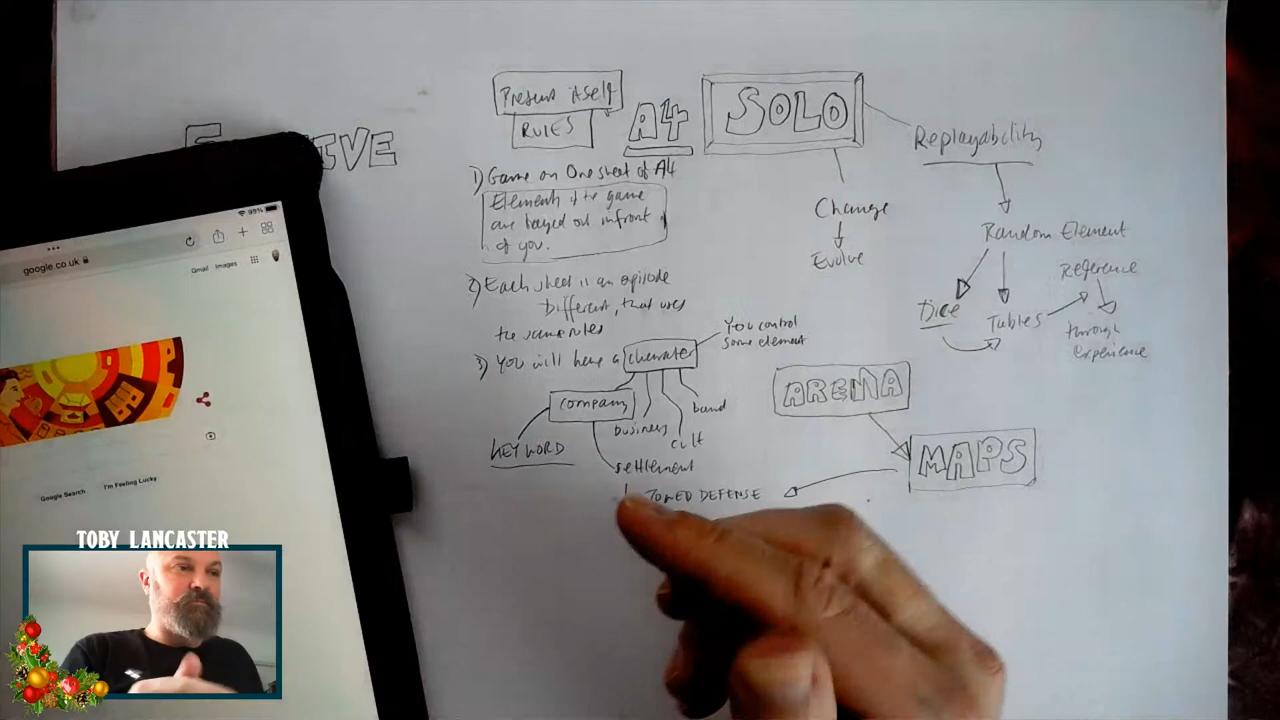 Present itself
RULES
A4
SOLO
IVE
1) Game on One sheet of A4
Elements of the game
are layed out infront
of you.
2) Each sheet is an episode
Different, that uses
the same rules
3) You will have a character
You control
some element
company
business
cult
band
KEYWORD
settlement
TOWED DEFENSE
Change
Evolve
Replayability
Random Element
Reference
Dice
Tables
through
Experience
ARENA
MAPS
99%
google.co.uk
Gmail Images
Google Search I'm Feeling Lucky
TOBY LANCASTER